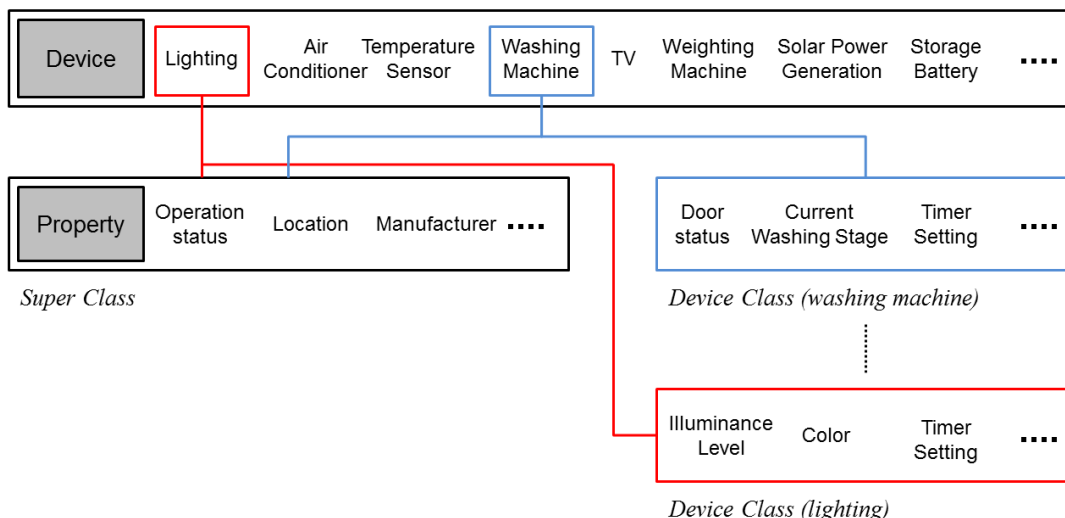 Device
Lighting
Air
Conditioner
Temperature
Sensor
Washing
Machine
TV
Weighting
Machine
Solar Power
Generation
Storage
Battery
....
Property
Operation
status
Location
Manufacturer
....
Door
status
Current
Washing Stage
Timer
Setting
....
Super Class
Device Class (washing machine)
Illuminance
Level
Color
Timer
Setting
....
Device Class (lighting)